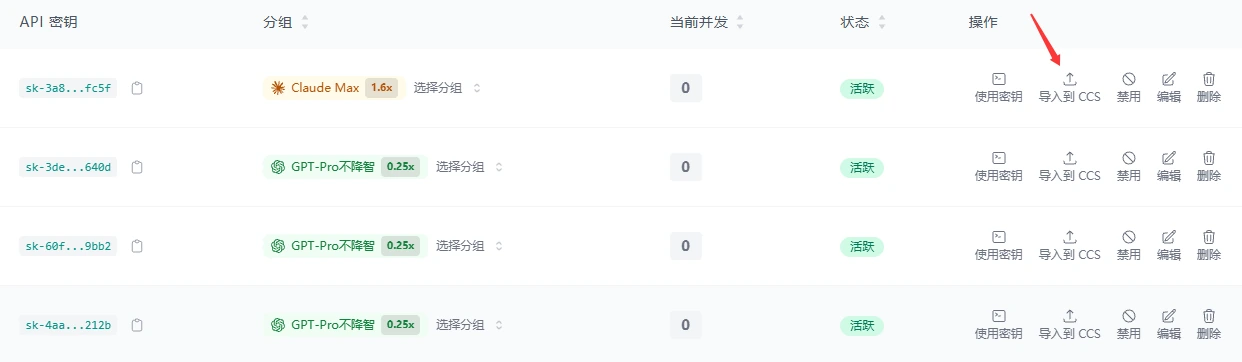 API 密钥 分组 当前并发 状态 操作
sk-3a8...fc5f Claude Max 1.6x 选择分组 0 活跃 使用密钥 导入到 CCS 禁用 编辑 删除
sk-3de...640d GPT-Pro不降智 0.25x 选择分组 0 活跃 使用密钥 导入到 CCS 禁用 编辑 删除
sk-60f...9bb2 GPT-Pro不降智 0.25x 选择分组 0 活跃 使用密钥 导入到 CCS 禁用 编辑 删除
sk-4aa...212b GPT-Pro不降智 0.25x 选择分组 0 活跃 使用密钥 导入到 CCS 禁用 编辑 删除